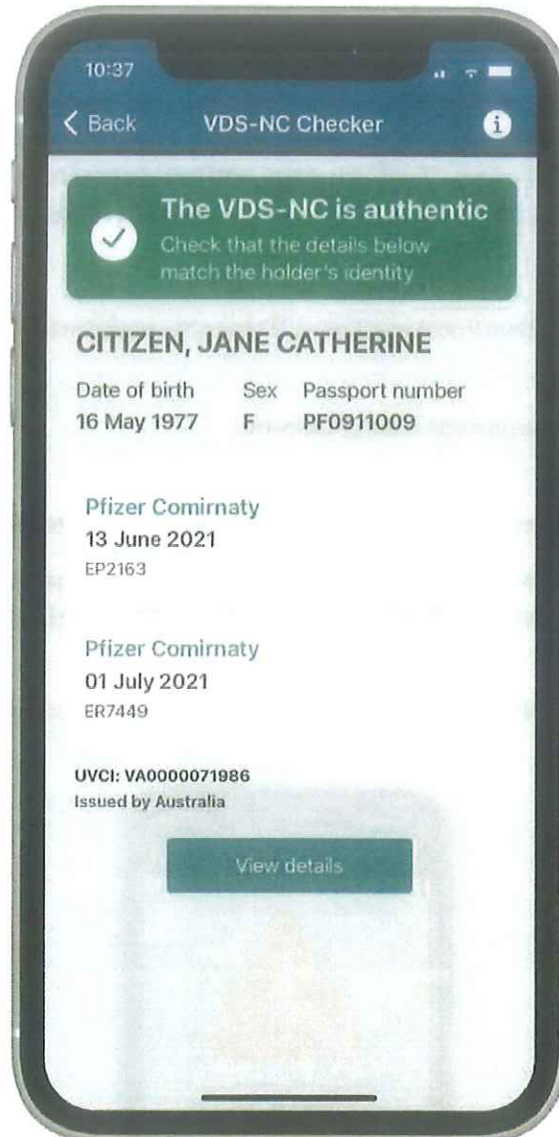 10:37
Back VDS-NC Checker i
The VDS-NC is authentic
Check that the details below
match the holder's identity
CITIZEN, JANE CATHERINE
Date of birth Sex Passport number
16 May 1977 F PF0911009
Pfizer Comirnaty
13 June 2021
EP2163
Pfizer Comirnaty
01 July 2021
ER7449
UVCI: VA0000071986
Issued by Australia
View details